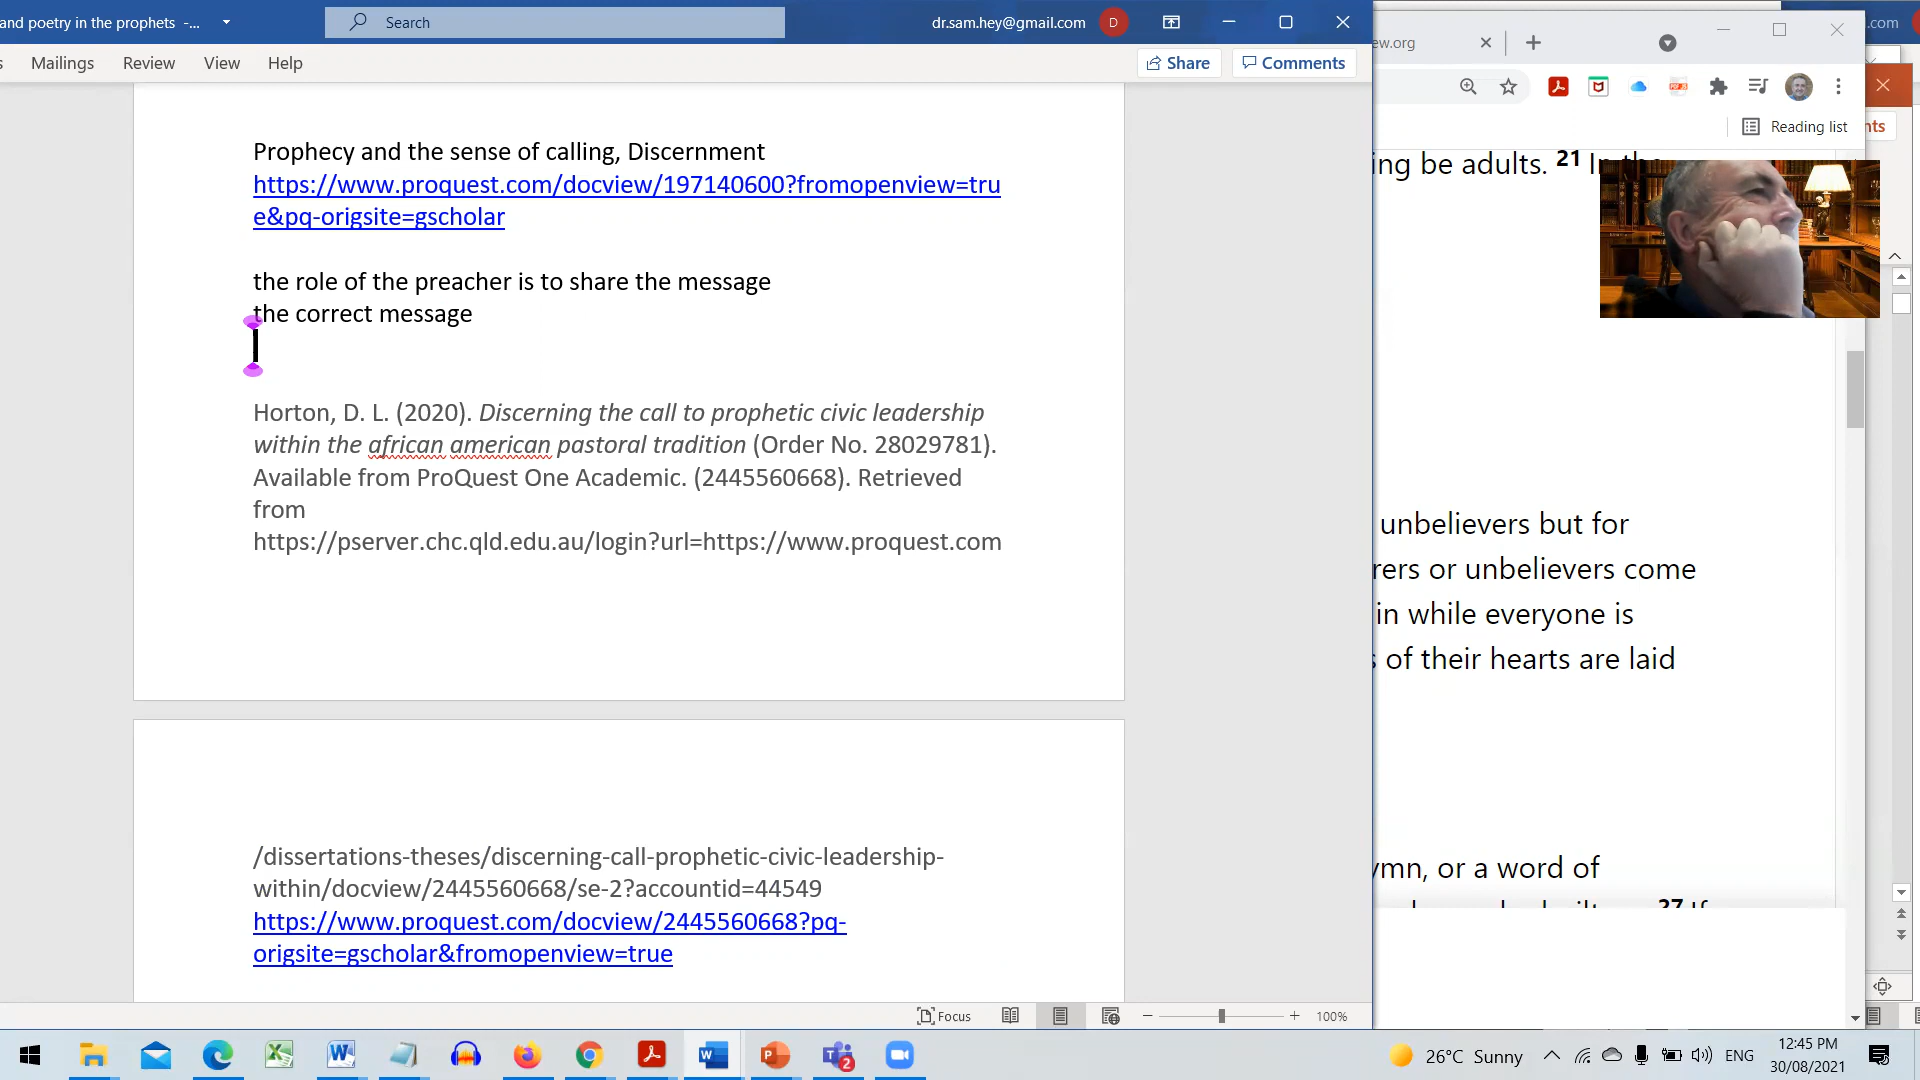 and poetry in the prophets -...
Search
dr.sam.hey@gmail.com
D
Mailings
Review
View
Help
Share
Comments
Prophecy and the sense of calling, Discernment
https://www.proquest.com/docview/197140600?fromopenview=tru
e&pq-origsite=gscholar
the role of the preacher is to share the message
the correct message
Horton, D. L. (2020). Discerning the call to prophetic civic leadership
within the african american pastoral tradition (Order No. 28029781).
Available from ProQuest One Academic. (2445560668). Retrieved
from
https://pserver.chc.qld.edu.au/login?url=https://www.proquest.com
/dissertations-theses/discerning-call-prophetic-civic-leadership-
within/docview/2445560668/se-2?accountid=44549
https://www.proquest.com/docview/2445560668?pq-
origsite=gscholar&fromopenview=true
Focus
100%
ew.org
.com
Reading list
nts
ing be adults. 21 In the
unbelievers but for
rers or unbelievers come
in while everyone is
s of their hearts are laid
ymn, or a word of
27 If
26°C Sunny
ENG
12:45 PM
30/08/2021
2